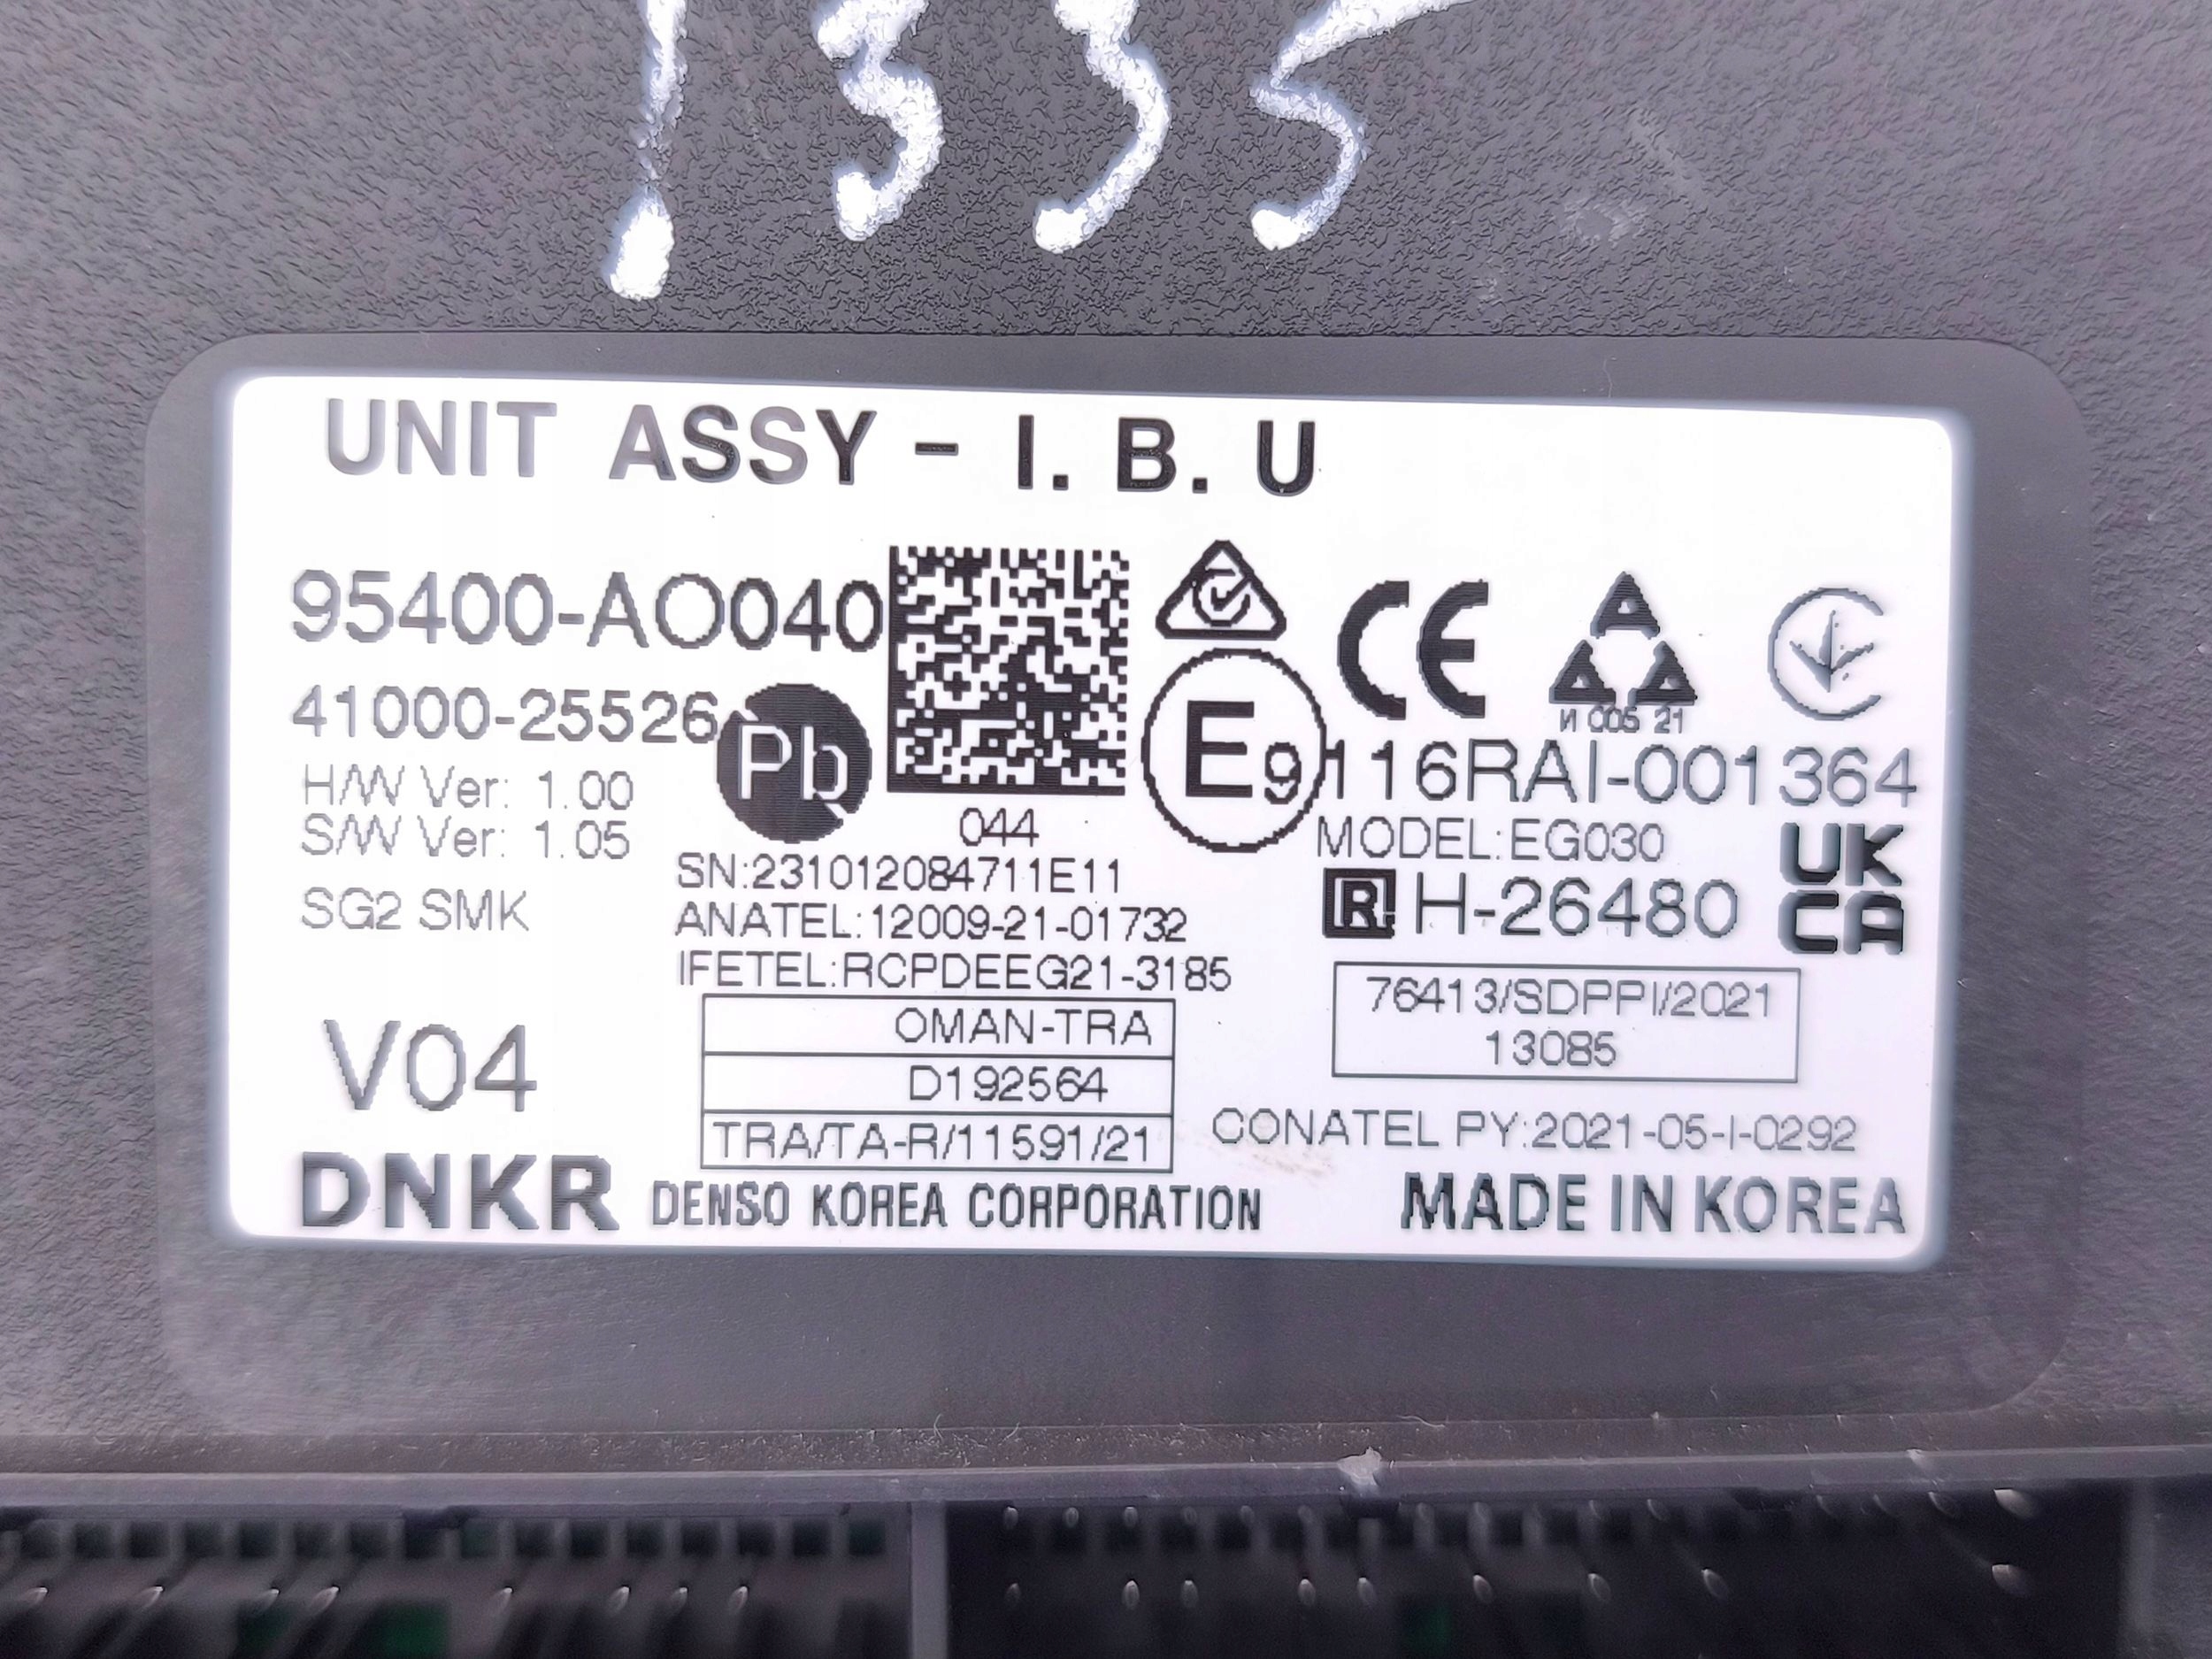 1335
UNIT ASSY - I. B. U
95400-AO040
41000-25526
Pb
H/W Ver: 1.00
S/W Ver: 1.05
SG2 SMK
V04
DNKR
044
SN:231012084711E11
ANATEL:12009-21-01732
IFETEL:RCPDEEG21-3185
OMAN-TRA
D192564
TRA/TA-R/11591/21
DENSO KOREA CORPORATION
CE
И 005 21
E9
116RAI-001364
MODEL:EG030
UK
CA
R H-26480
76413/SDPPI/2021
13085
CONATEL PY:2021-05-I-0292
MADE IN KOREA